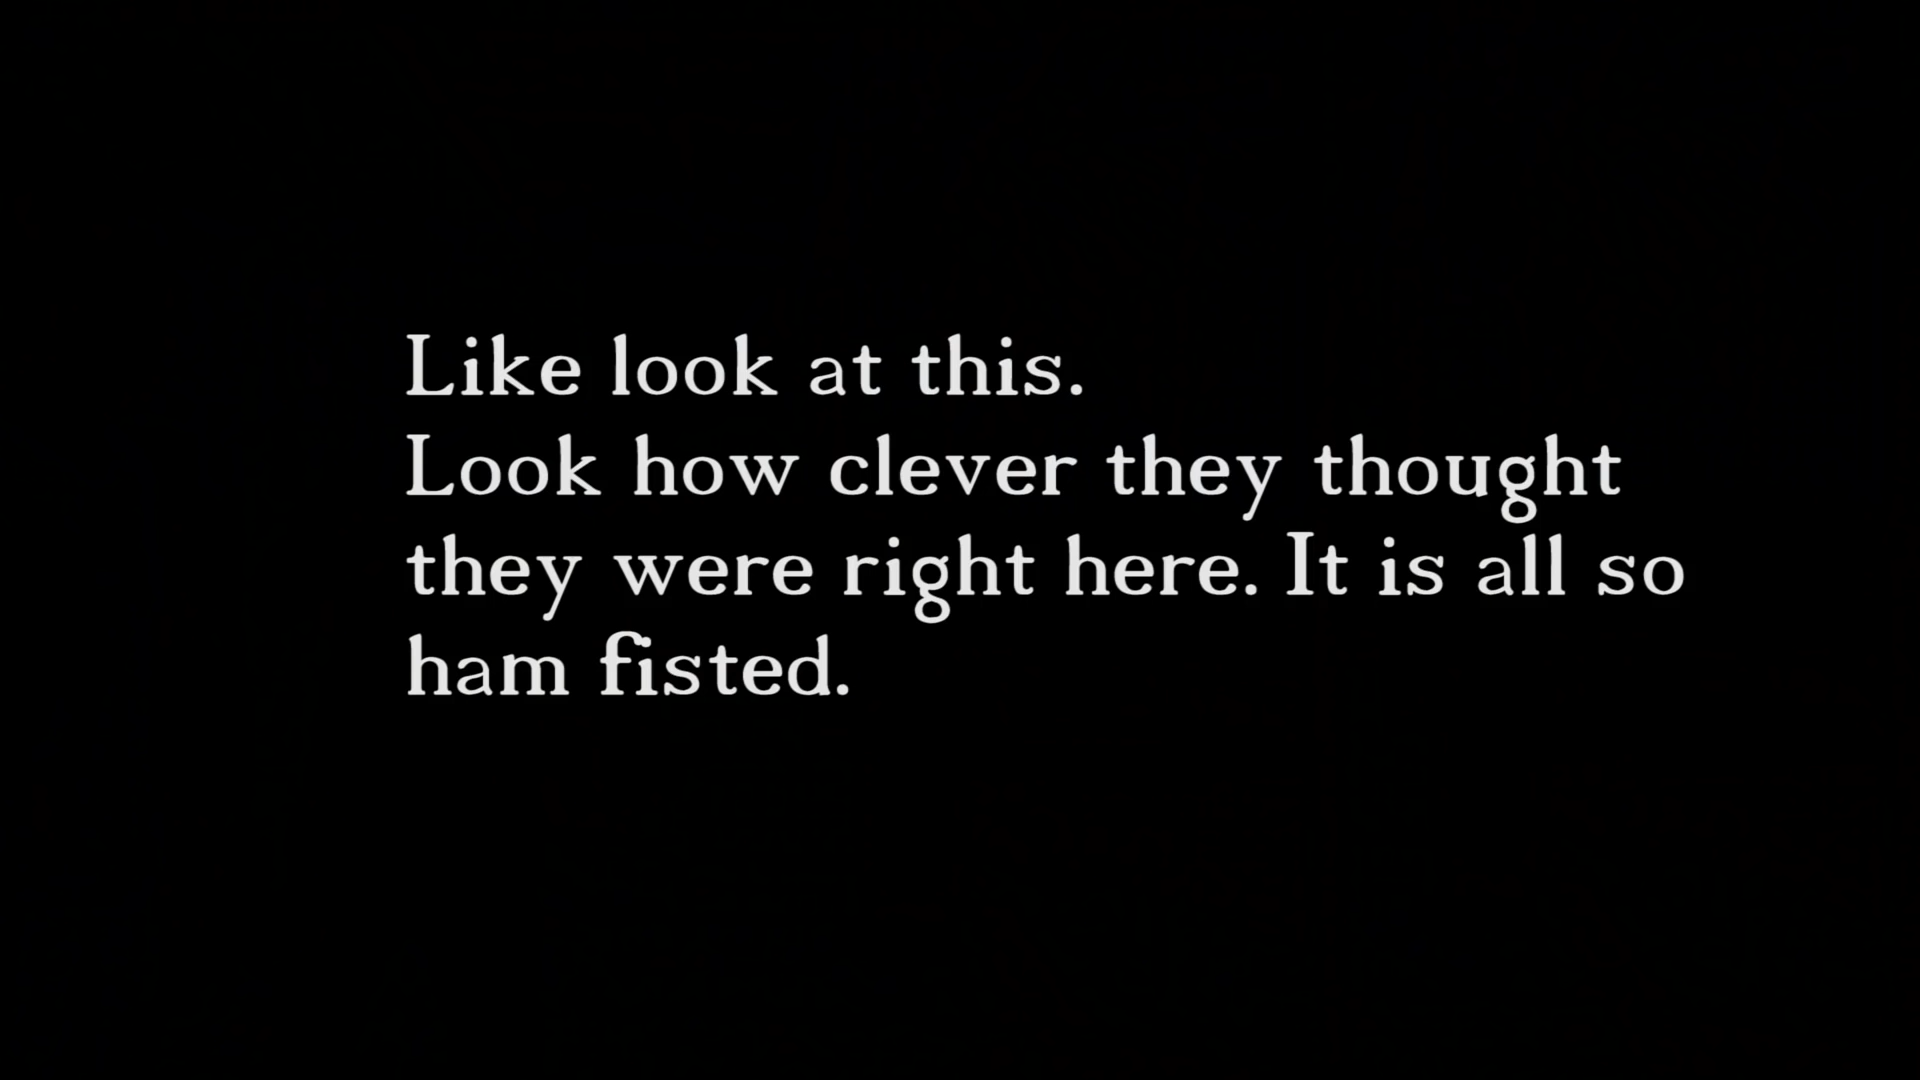 Like look at this.
Look how clever they thought
they were right here. It is all so
ham fisted.